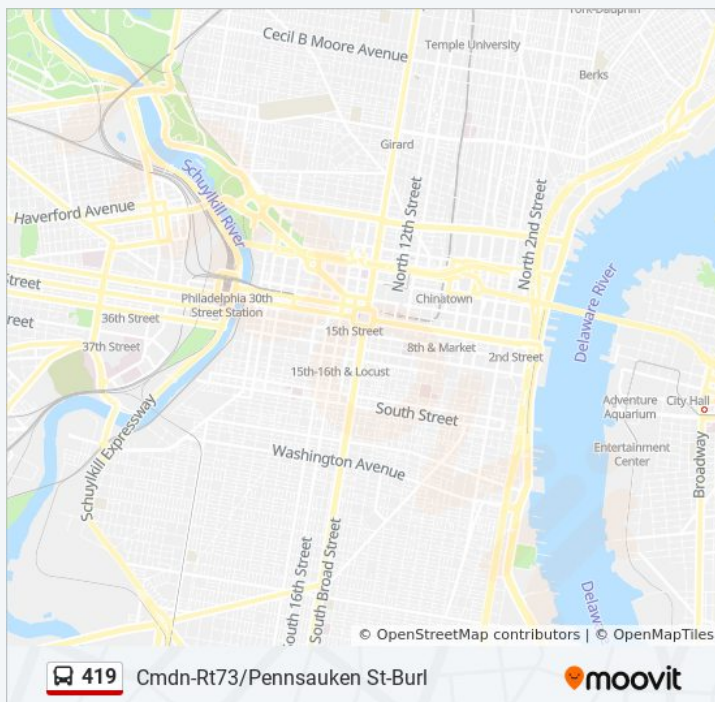 York-Dauphin
Cecil B Moore Avenue
Temple University
Berks
Girard
Schuylkill River
North 12th Street
North 2nd Street
Haverford Avenue
Delaware River
Street
Philadelphia 30th
Street Station
Chinatown
36th Street
15th Street
37th Street
8th & Market
2nd Street
15th-16th & Locust
Adventure
Aquarium
City Hall
South Street
Broadway
Schuylkill Expressway
Washington Avenue
Entertainment
Center
South 16th Street
South Broad Street
© OpenStreetMap contributors | © OpenMapTiles
419 Cmdn-Rt73/Pennsauken St-Burl
moovit